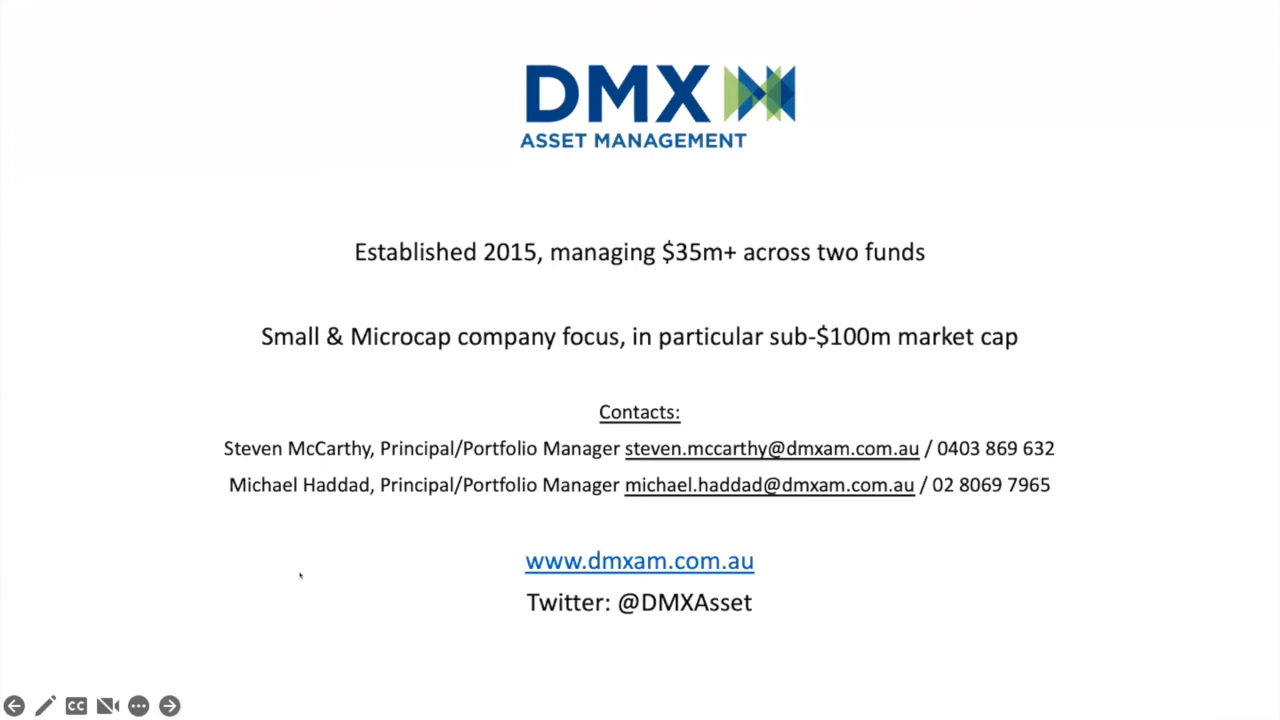 DMX
ASSET MANAGEMENT
Established 2015, managing $35m+ across two funds
Small & Microcap company focus, in particular sub-$100m market cap
Contacts:
Steven McCarthy, Principal/Portfolio Manager steven.mccarthy@dmxam.com.au / 0403 869 632
Michael Haddad, Principal/Portfolio Manager michael.haddad@dmxam.com.au / 02 8069 7965
www.dmxam.com.au
Twitter: @DMXAsset
CC